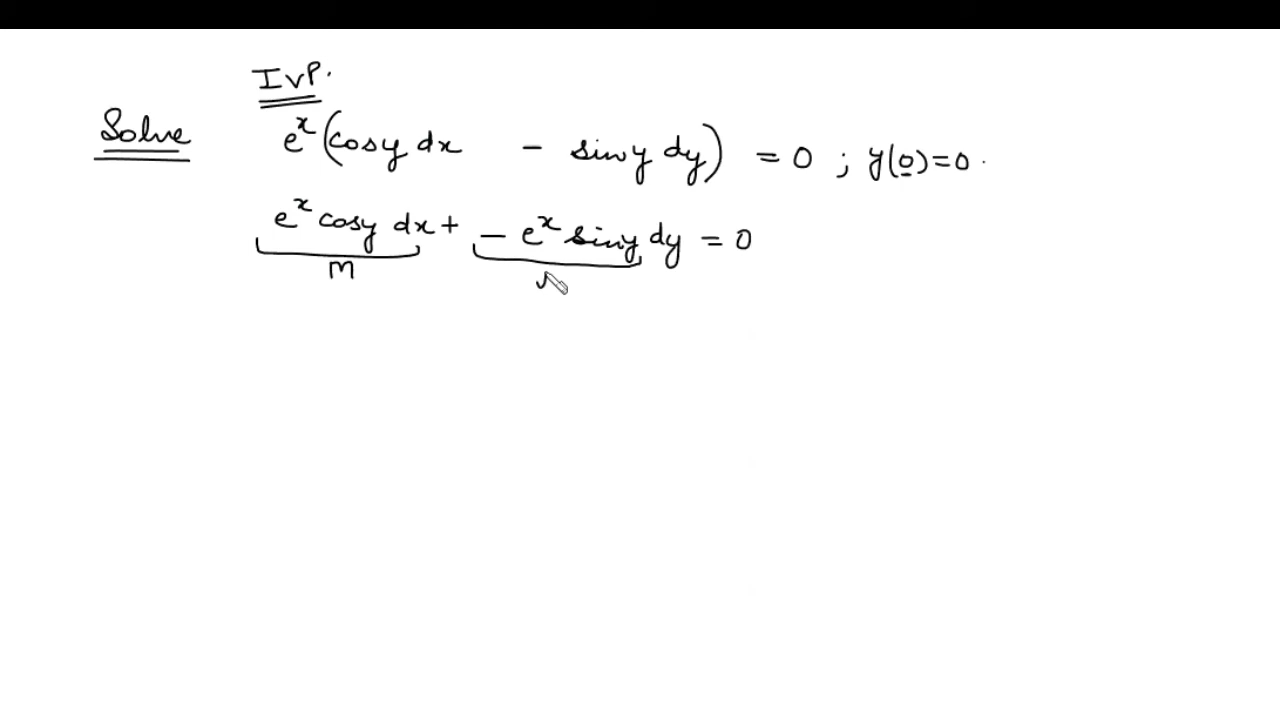 IVP.
Solve e^x (cosy dx - siny dy) = 0 ; y(0)=0.
e^x cosy dx + - e^x siny dy = 0
M N